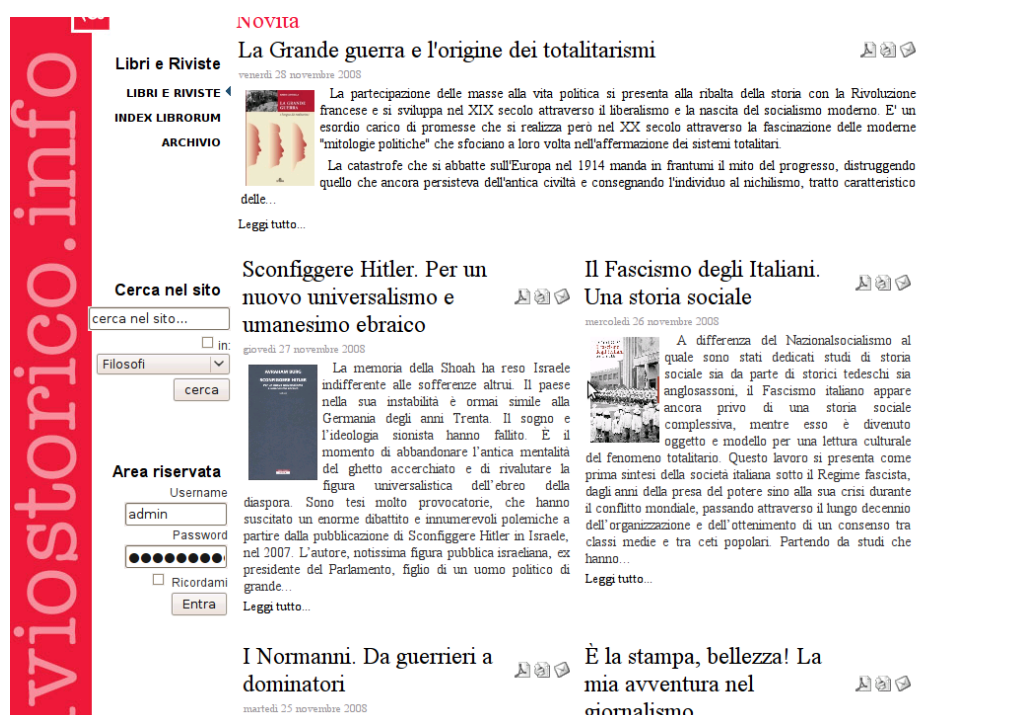 viostorico.info
Libri e Riviste
LIBRI E RIVISTE
INDEX LIBRORUM
ARCHIVIO
Cerca nel sito
cerca nel sito...
in:
Filosofi
cerca
Area riservata
Username
admin
Password
Ricordami
Entra
Novità
La Grande guerra e l'origine dei totalitarismi
venerdì 28 novembre 2008
LA GRANDE
GUERRA
La partecipazione delle masse alla vita politica si presenta alla ribalta della storia con la Rivoluzione
francese e si sviluppa nel XIX secolo attraverso il liberalismo e la nascita del socialismo moderno. E' un
esordio carico di promesse che si realizza però nel XX secolo attraverso la fascinazione delle moderne
"mitologie politiche" che sfociano a loro volta nell'affermazione dei sistemi totalitari.
La catastrofe che si abbatte sull'Europa nel 1914 manda in frantumi il mito del progresso, distruggendo
quello che ancora persisteva dell'antica civiltà e consegnando l'individuo al nichilismo, tratto caratteristico
delle...
Leggi tutto...
Sconfiggere Hitler. Per un
nuovo universalismo e
umanesimo ebraico
giovedì 27 novembre 2008
AVRAHAM BURG
SCONFIGGERE HITLER
La memoria della Shoah ha reso Israele
indifferente alle sofferenze altrui. Il paese
nella sua instabilità è ormai simile alla
Germania degli anni Trenta. Il sogno e
l'ideologia sionista hanno fallito. È il
momento di abbandonare l'antica mentalità
del ghetto accerchiato e di rivalutare la
figura universalistica dell'ebreo della
diaspora. Sono tesi molto provocatorie, che hanno
suscitato un enorme dibattito e innumerevoli polemiche a
partire dalla pubblicazione di Sconfiggere Hitler in Israele,
nel 2007. L'autore, notissima figura pubblica israeliana, ex
presidente del Parlamento, figlio di un uomo politico di
grande...
Leggi tutto...
Il Fascismo degli Italiani.
Una storia sociale
mercoledì 26 novembre 2008
A differenza del Nazionalsocialismo al
quale sono stati dedicati studi di storia
sociale sia da parte di storici tedeschi sia
anglosassoni, il Fascismo italiano appare
ancora privo di una storia sociale
complessiva, mentre esso è divenuto
oggetto e modello per una lettura culturale
del fenomeno totalitario. Questo lavoro si presenta come
prima sintesi della società italiana sotto il Regime fascista,
dagli anni della presa del potere sino alla sua crisi durante
il conflitto mondiale, passando attraverso il lungo decennio
dell'organizzazione e dell'ottenimento di un consenso tra
classi medie e tra ceti popolari. Partendo da studi che
hanno...
Leggi tutto...
I Normanni. Da guerrieri a
dominatori
martedì 25 novembre 2008
È la stampa, bellezza! La
mia avventura nel
giornalismo